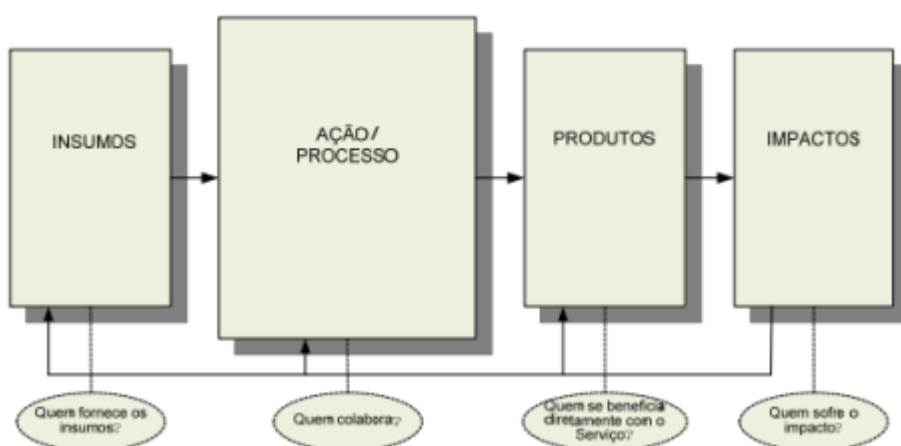 INSUMOS
AÇÃO /
PROCESSO
PRODUTOS
IMPACTOS
Quem fornece os
insumos?
Quem colabora?
Quem se beneficia
diretamente com o
Serviço?
Quem sofre o
impacto?